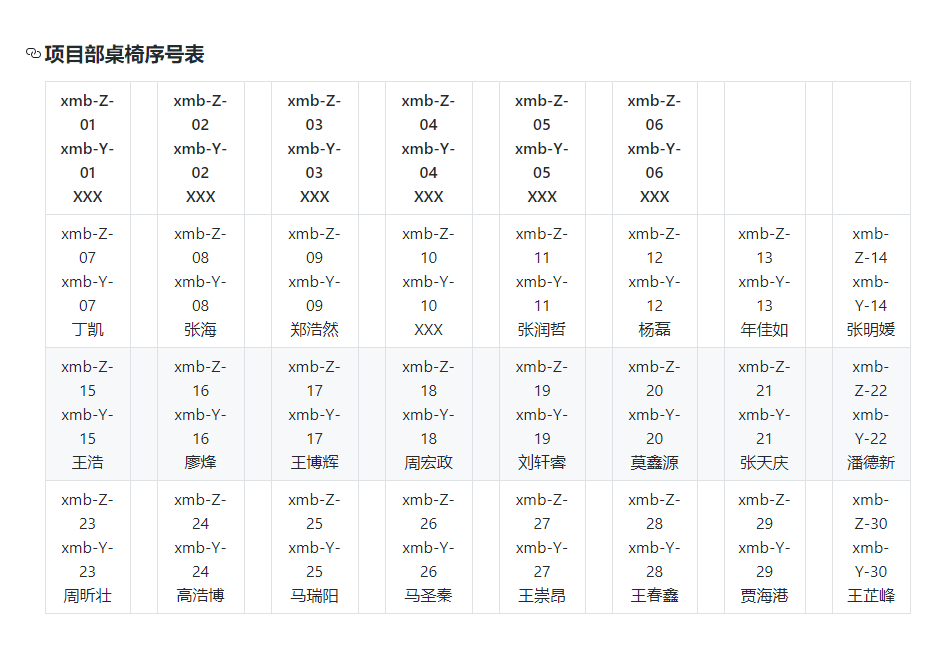 项目部桌椅序号表
xmb-Z-
01
xmb-Y-
01
XXX
xmb-Z-
02
xmb-Y-
02
XXX
xmb-Z-
03
xmb-Y-
03
XXX
xmb-Z-
04
xmb-Y-
04
XXX
xmb-Z-
05
xmb-Y-
05
XXX
xmb-Z-
06
xmb-Y-
06
XXX
xmb-Z-
07
xmb-Y-
07
丁凯
xmb-Z-
08
xmb-Y-
08
张海
xmb-Z-
09
xmb-Y-
09
郑浩然
xmb-Z-
10
xmb-Y-
10
XXX
xmb-Z-
11
xmb-Y-
11
张润哲
xmb-Z-
12
xmb-Y-
12
杨磊
xmb-Z-
13
xmb-Y-
13
年佳如
xmb-
Z-14
xmb-
Y-14
张明媛
xmb-Z-
15
xmb-Y-
15
王浩
xmb-Z-
16
xmb-Y-
16
廖烽
xmb-Z-
17
xmb-Y-
17
王博辉
xmb-Z-
18
xmb-Y-
18
周宏政
xmb-Z-
19
xmb-Y-
19
刘轩睿
xmb-Z-
20
xmb-Y-
20
莫鑫源
xmb-Z-
21
xmb-Y-
21
张天庆
xmb-
Z-22
xmb-
Y-22
潘德新
xmb-Z-
23
xmb-Y-
23
周昕壮
xmb-Z-
24
xmb-Y-
24
高浩博
xmb-Z-
25
xmb-Y-
25
马瑞阳
xmb-Z-
26
xmb-Y-
26
马圣秦
xmb-Z-
27
xmb-Y-
27
王崇昂
xmb-Z-
28
xmb-Y-
28
王春鑫
xmb-Z-
29
xmb-Y-
29
贾海港
xmb-
Z-30
xmb-
Y-30
王芷峰